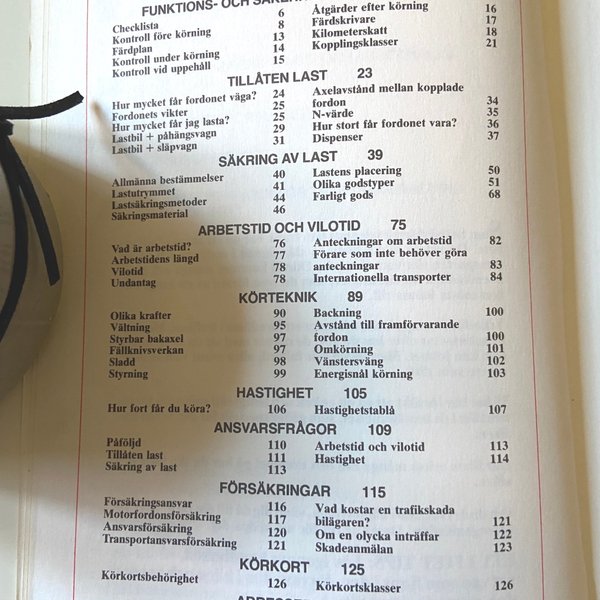 FUNKTIONS- OCH
Checklista 6
Kontroll före körning 8
Färdplan 13
Kontroll under körning 14
Kontroll vid uppehåll 15
Åtgärder efter körning 16
Färdskrivare 17
Kilometerskatt 18
Kopplingsklasser 21
TILLÅTEN LAST 23
Hur mycket får fordonet väga? 24
Fordonets vikter 25
Hur mycket får jag lasta? 25
Lastbil + påhängsvagn 29
Lastbil + släpvagn 31
Axelavstånd mellan kopplade
fordon 34
N-värde 35
Hur stort får fordonet vara? 36
Dispenser 37
SÄKRING AV LAST 39
Allmänna bestämmelser 40
Lastutrymmet 41
Lastsäkringsmetoder 44
Säkringsmaterial 46
Lastens placering 50
Olika godstyper 51
Farligt gods 68
ARBETSTID OCH VILOTID 75
Vad är arbetstid? 76
Arbetstidens längd 77
Vilotid 78
Undantag 78
Anteckningar om arbetstid 82
Förare som inte behöver göra
anteckningar 83
Internationella transporter 84
KÖRTEKNIK 89
Olika krafter 90
Vältning 95
Styrbar bakaxel 97
Fällknivsverkan 97
Sladd 98
Styrning 99
Backning 100
Avstånd till framförvarande
fordon 100
Omkörning 101
Vänstersväng 102
Energisnål körning 103
HASTIGHET 105
Hur fort får du köra? 106
Hastighetstablå 107
ANSVARSFRÅGOR 109
Påföljd 110
Tillåten last 111
Säkring av last 113
Arbetstid och vilotid 113
Hastighet 114
FÖRSÄKRINGAR 115
Försäkringsansvar 116
Motorfordonsförsäkring 117
Ansvarsförsäkring 120
Transportansvarsförsäkring 121
Vad kostar en trafikskada
bilägaren? 121
Om en olycka inträffar 122
Skadeanmälan 123
KÖRKORT 125
Körkortsbehörighet 126
Körkortsklasser 126